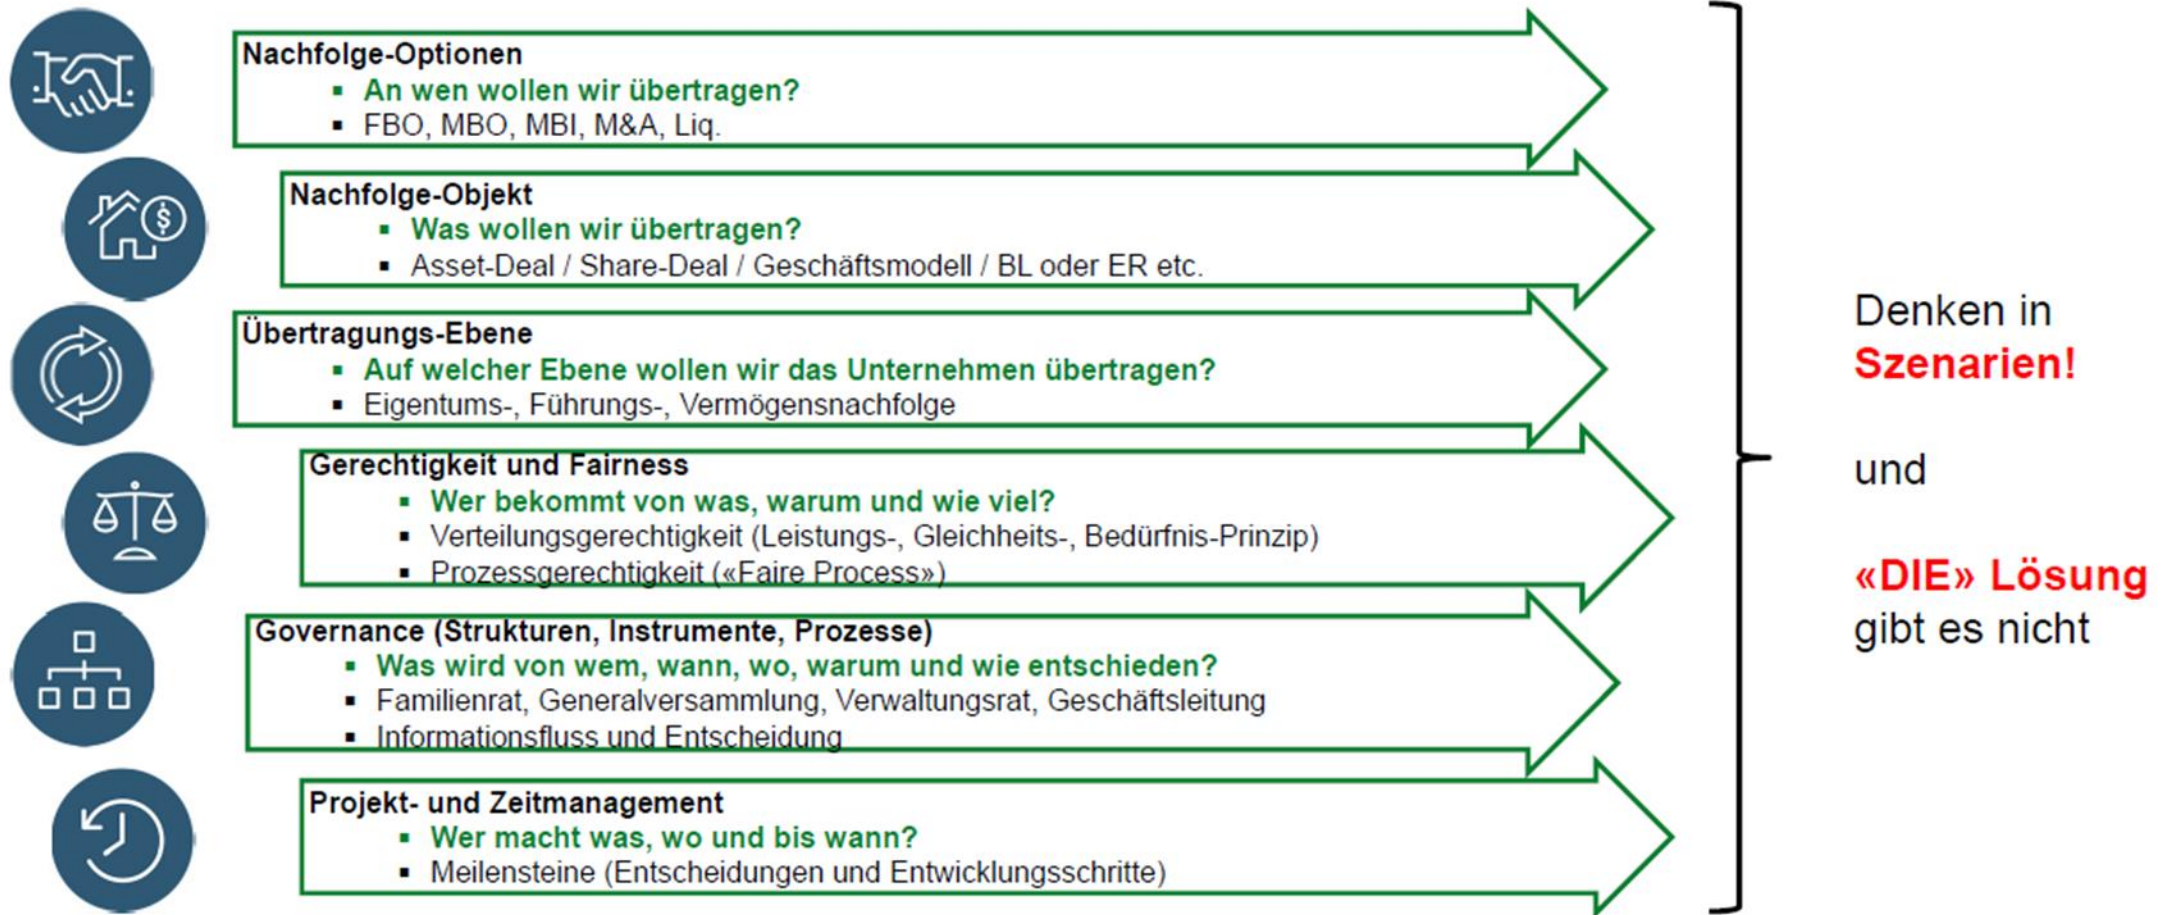 Nachfolge-Optionen
▪ An wen wollen wir übertragen?
▪ FBO, MBO, MBI, M&A, Liq.
Nachfolge-Objekt
▪ Was wollen wir übertragen?
▪ Asset-Deal / Share-Deal / Geschäftsmodell / BL oder ER etc.
Übertragungs-Ebene
▪ Auf welcher Ebene wollen wir das Unternehmen übertragen?
▪ Eigentums-, Führungs-, Vermögensnachfolge
Gerechtigkeit und Fairness
▪ Wer bekommt von was, warum und wie viel?
▪ Verteilungsgerechtigkeit (Leistungs-, Gleichheits-, Bedürfnis-Prinzip)
▪ Prozessgerechtigkeit («Faire Process»)
Governance (Strukturen, Instrumente, Prozesse)
▪ Was wird von wem, wann, wo, warum und wie entschieden?
▪ Familienrat, Generalversammlung, Verwaltungsrat, Geschäftsleitung
▪ Informationsfluss und Entscheidung
Projekt- und Zeitmanagement
▪ Wer macht was, wo und bis wann?
▪ Meilensteine (Entscheidungen und Entwicklungsschritte)
Denken in
Szenarien!
und
«DIE» Lösung
gibt es nicht